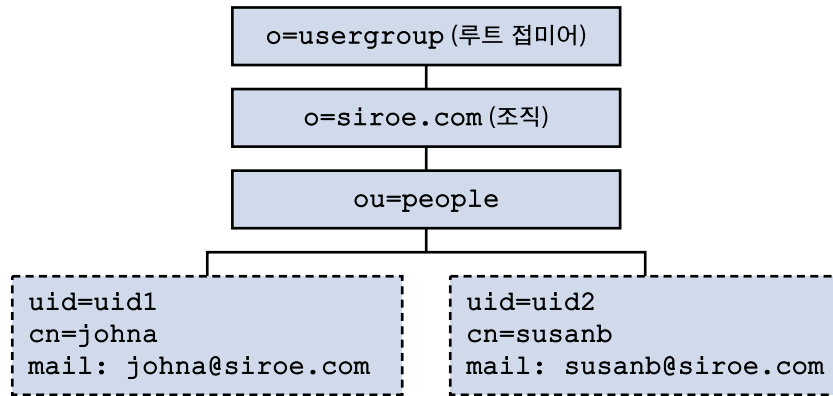 o=usergroup (루트 접미어)
o=siroe.com (조직)
ou=people
uid=uid1
cn=johna
mail: johna@siroe.com
uid=uid2
cn=susanb
mail: susanb@siroe.com